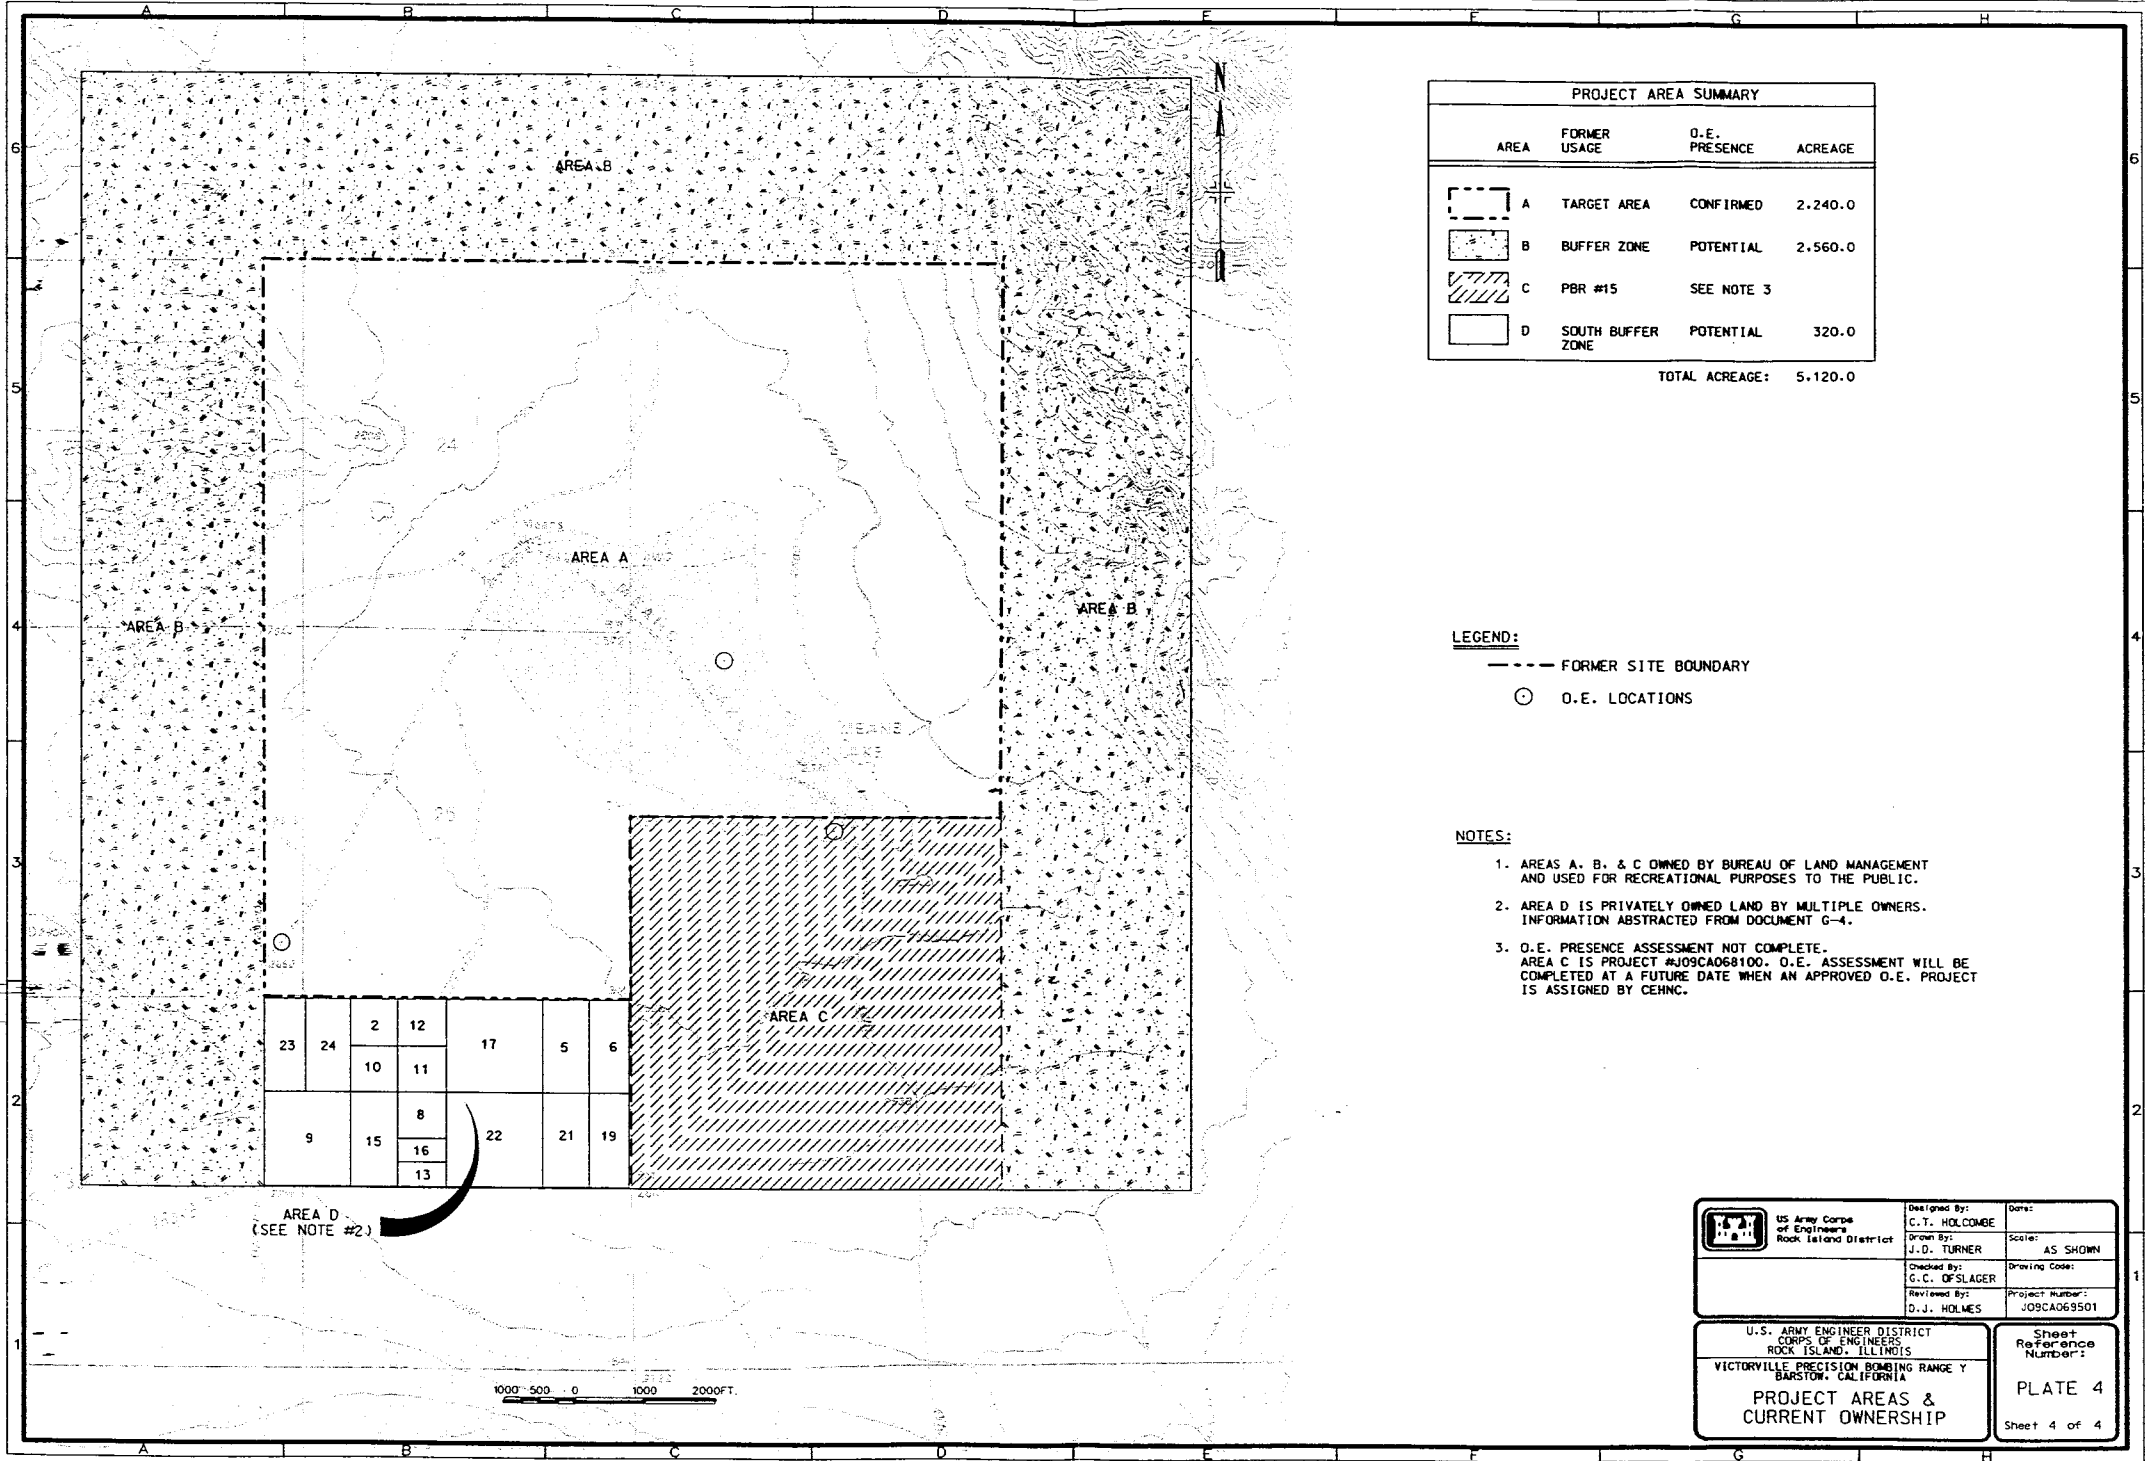 A B C D E F G H
6 6
5 5
4 4
3 3
2 2
1 1
N
AREA B
AREA A
AREA B
AREA B
24
25
MEANS
LAKE
AREA C
23 24 2 12 17 5 6
10 11
9 15 8 22 21 19
16
13
AREA D
(SEE NOTE #2)
1000 500 0 1000 2000FT.
PROJECT AREA SUMMARY
AREA FORMER USAGE O.E. PRESENCE ACREAGE
A TARGET AREA CONFIRMED 2.240.0
B BUFFER ZONE POTENTIAL 2.560.0
C PBR #15 SEE NOTE 3
D SOUTH BUFFER ZONE POTENTIAL 320.0
TOTAL ACREAGE: 5.120.0
LEGEND:
FORMER SITE BOUNDARY
O.E. LOCATIONS
NOTES:
1. AREAS A. B. & C OWNED BY BUREAU OF LAND MANAGEMENT
AND USED FOR RECREATIONAL PURPOSES TO THE PUBLIC.
2. AREA D IS PRIVATELY OWNED LAND BY MULTIPLE OWNERS.
INFORMATION ABSTRACTED FROM DOCUMENT G-4.
3. O.E. PRESENCE ASSESSMENT NOT COMPLETE.
AREA C IS PROJECT #J09CA068100. O.E. ASSESSMENT WILL BE
COMPLETED AT A FUTURE DATE WHEN AN APPROVED O.E. PROJECT
IS ASSIGNED BY CEHNC.
US Army Corps
of Engineers
Rock Island District
Designed By:
C.T. HOLCOMBE
Date:
Drawn By:
J.D. TURNER
Scale:
AS SHOWN
Checked By:
G.C. OFSLAGER
Drawing Code:
Reviewed By:
D.J. HOLMES
Project Number:
J09CA069501
U.S. ARMY ENGINEER DISTRICT
CORPS OF ENGINEERS
ROCK ISLAND. ILLINOIS
VICTORVILLE PRECISION BOMBING RANGE Y
BARSTOW. CALIFORNIA
PROJECT AREAS &
CURRENT OWNERSHIP
Sheet
Reference
Number:
PLATE 4
Sheet 4 of 4
A B C D E F G H